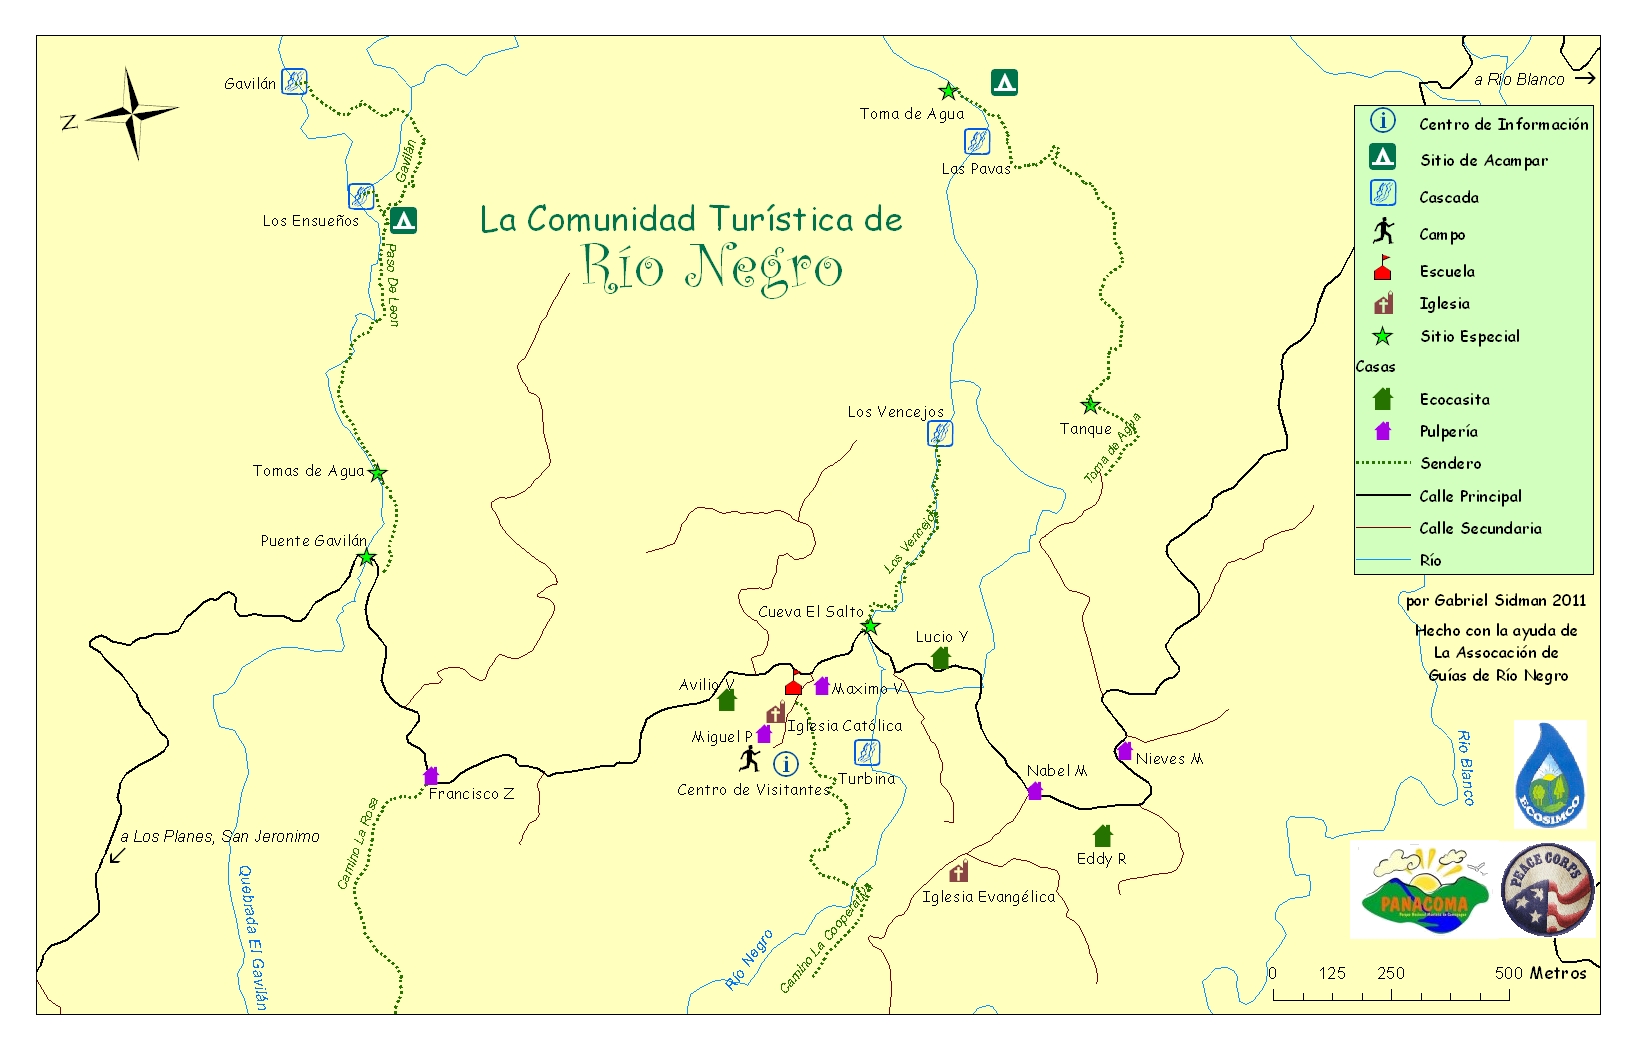 Gavilán
Gavilán
Los Ensueños
Paso De Leon
N
La Comunidad Turística de
Río Negro
Toma de Agua
Las Pavas
a Río Blanco
Centro de Información
Sitio de Acampar
Cascada
Campo
Escuela
Iglesia
Sitio Especial
Casas
Ecocasita
Pulpería
Sendero
Calle Principal
Calle Secundaria
Río
Los Vencejos
Tanque
Toma de Agua
Tomas de Agua
Puente Gavilán
Los Vencejos
Cueva El Salto
Lucio Y
Avilio V
Maximo V
Iglesia Católica
Miguel P
Centro de Visitantes
Turbina
Nabel M
Nieves M
Francisco Z
Camino La Rosa
a Los Planes, San Jeronimo
Quebrada El Gavilán
Eddy R
Iglesia Evangélica
Camino La Cooperativa
Río Negro
Río Blanco
por Gabriel Sidman 2011
Hecho con la ayuda de
La Assocación de
Guías de Río Negro
ECOSIMCO
PANACOMA
PEACE CORPS
0 125 250 500 Metros